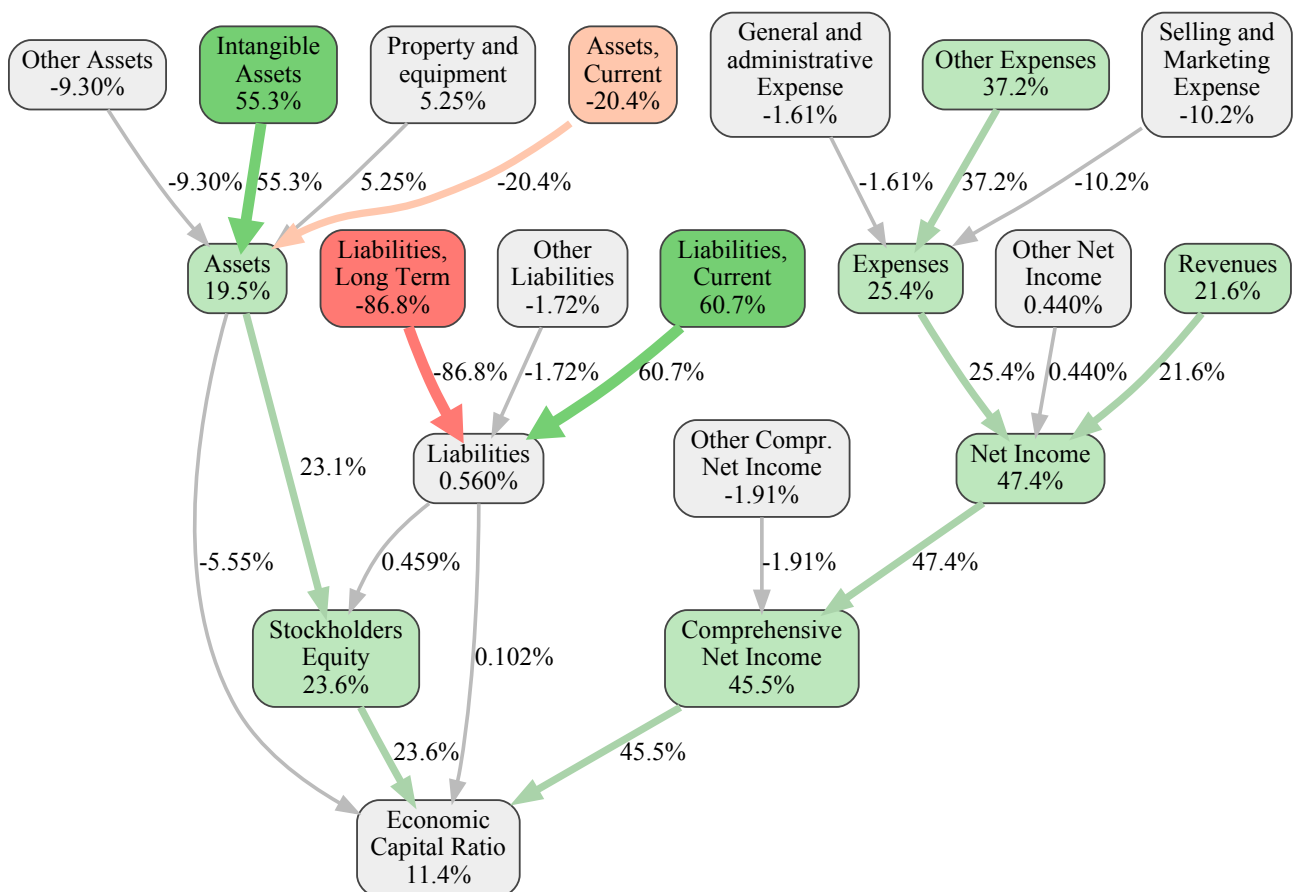 Other Assets
-9.30%
Intangible
Assets
55.3%
Property and
equipment
5.25%
Assets,
Current
-20.4%
General and
administrative
Expense
-1.61%
Other Expenses
37.2%
Selling and
Marketing
Expense
-10.2%
-9.30%
55.3%
5.25%
-20.4%
-1.61%
37.2%
-10.2%
Assets
19.5%
Liabilities,
Long Term
-86.8%
Other
Liabilities
-1.72%
Liabilities,
Current
60.7%
Expenses
25.4%
Other Net
Income
0.440%
Revenues
21.6%
-86.8%
-1.72%
60.7%
25.4%
0.440%
21.6%
23.1%
Liabilities
0.560%
Other Compr.
Net Income
-1.91%
Net Income
47.4%
-5.55%
0.459%
-1.91%
47.4%
Stockholders
Equity
23.6%
0.102%
Comprehensive
Net Income
45.5%
23.6%
45.5%
Economic
Capital Ratio
11.4%